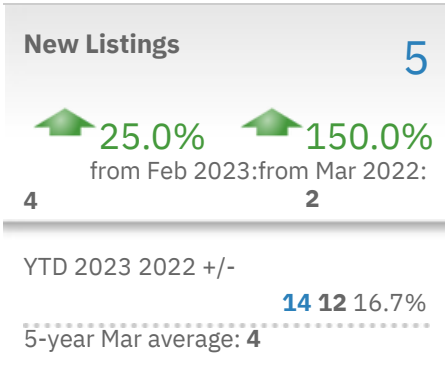 New Listings
5
25.0% 150.0%
from Feb 2023:from Mar 2022:
4 2
YTD 2023 2022 +/-
14 12 16.7%
5-year Mar average: 4